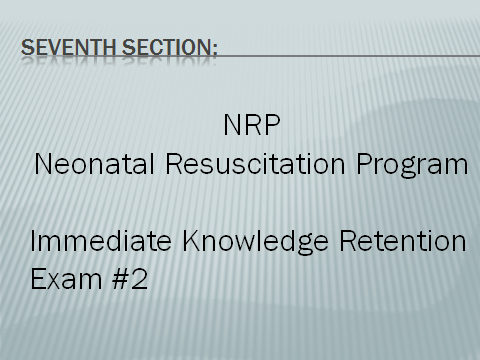 SEVENTH SECTION:
NRP
Neonatal Resuscitation Program
Immediate Knowledge Retention
Exam #2